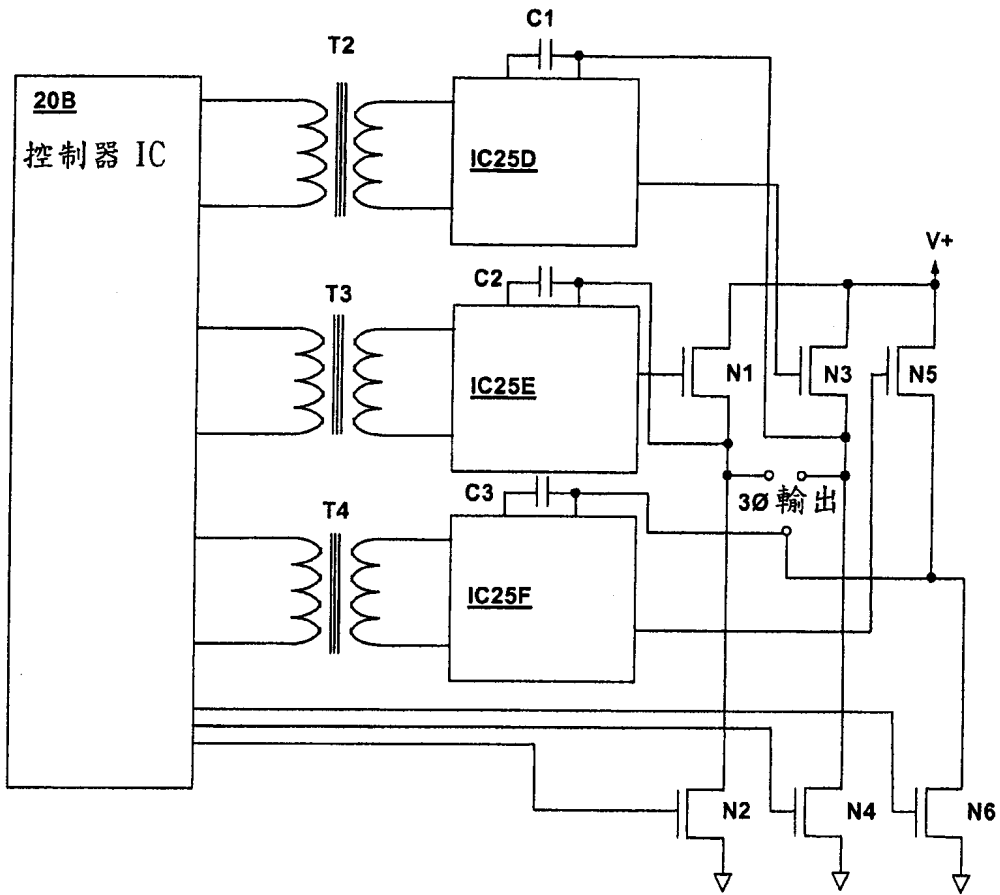 C1
T2
20B
控制器 IC
IC25D
V+
C2
T3
N1
N3
N5
IC25E
C3
3Ø 輸出
T4
IC25F
N2
N4
N6